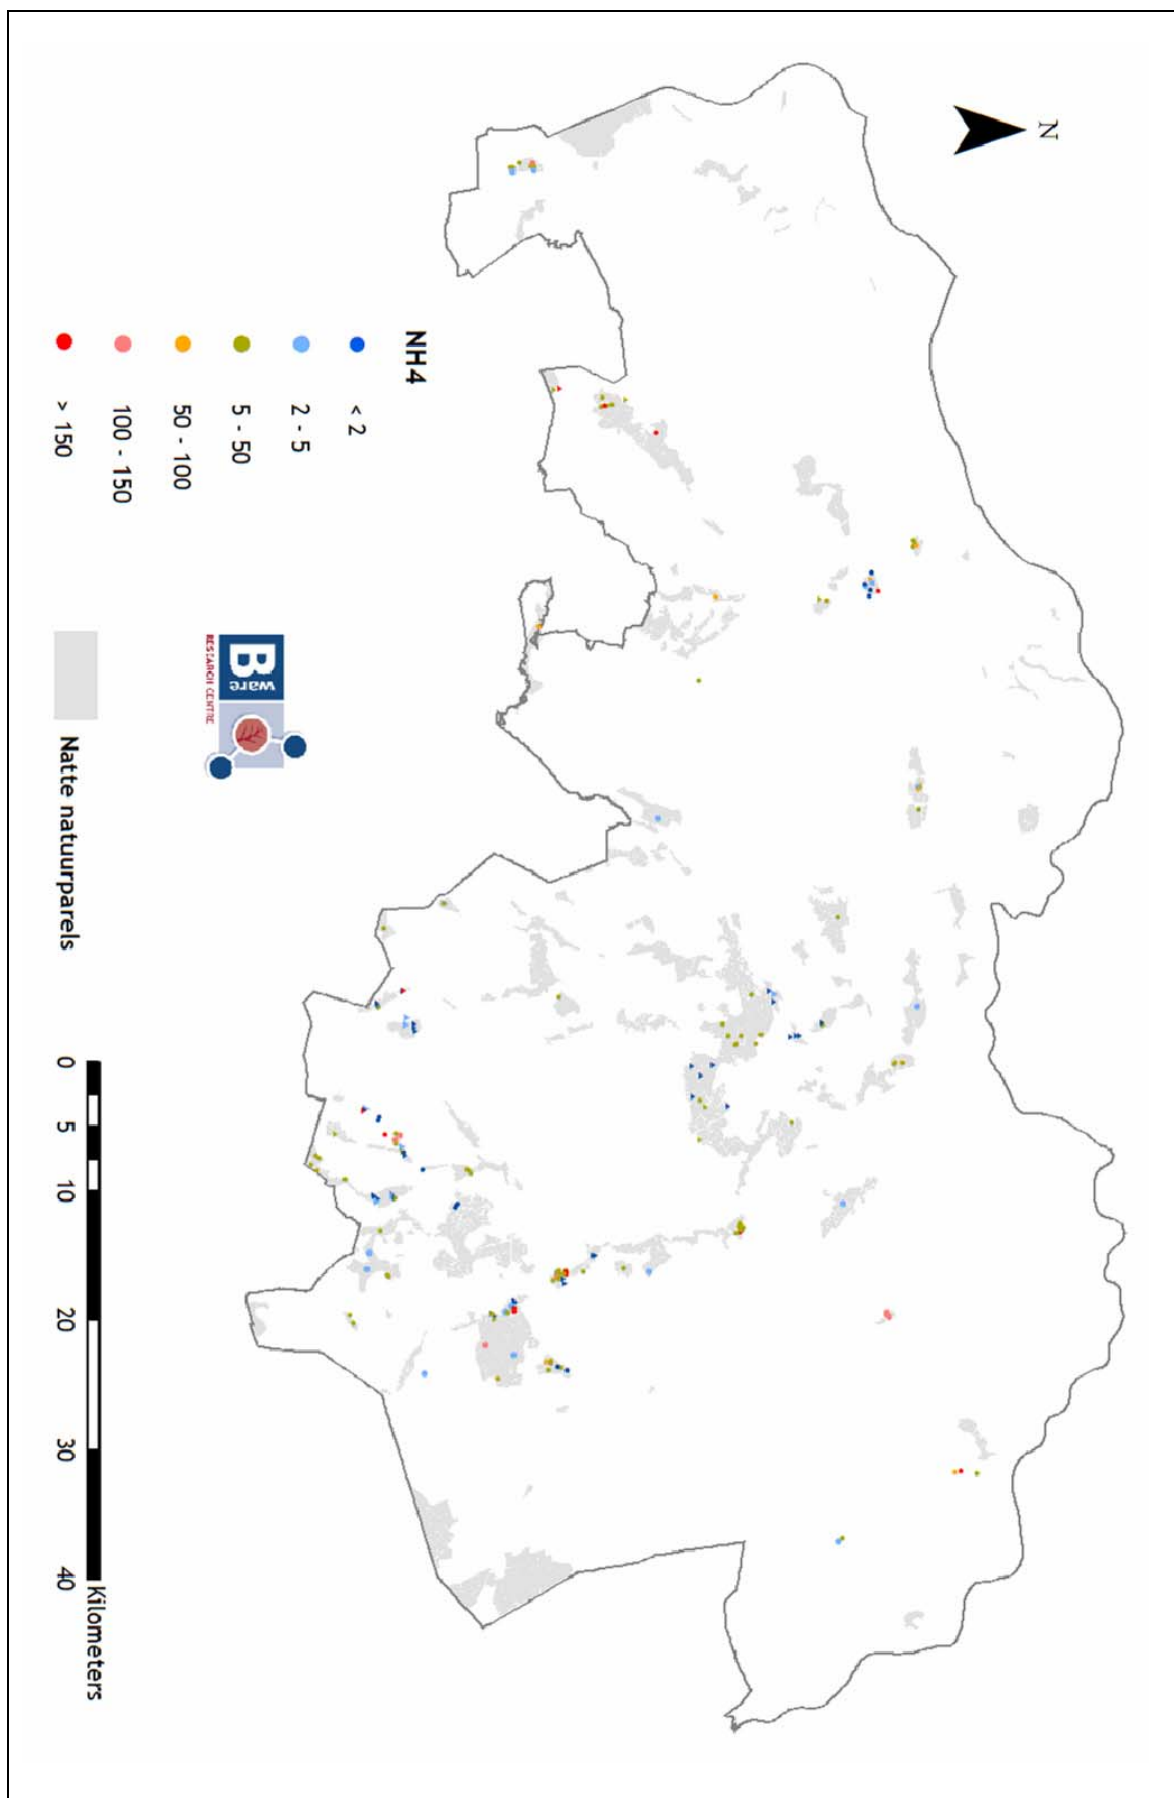 N
NH4
< 2
2 - 5
5 - 50
50 - 100
100 - 150
> 150
B
ware
RESEARCH CENTRE
Natte natuurparels
0 5 10 20 30 40
Kilometers